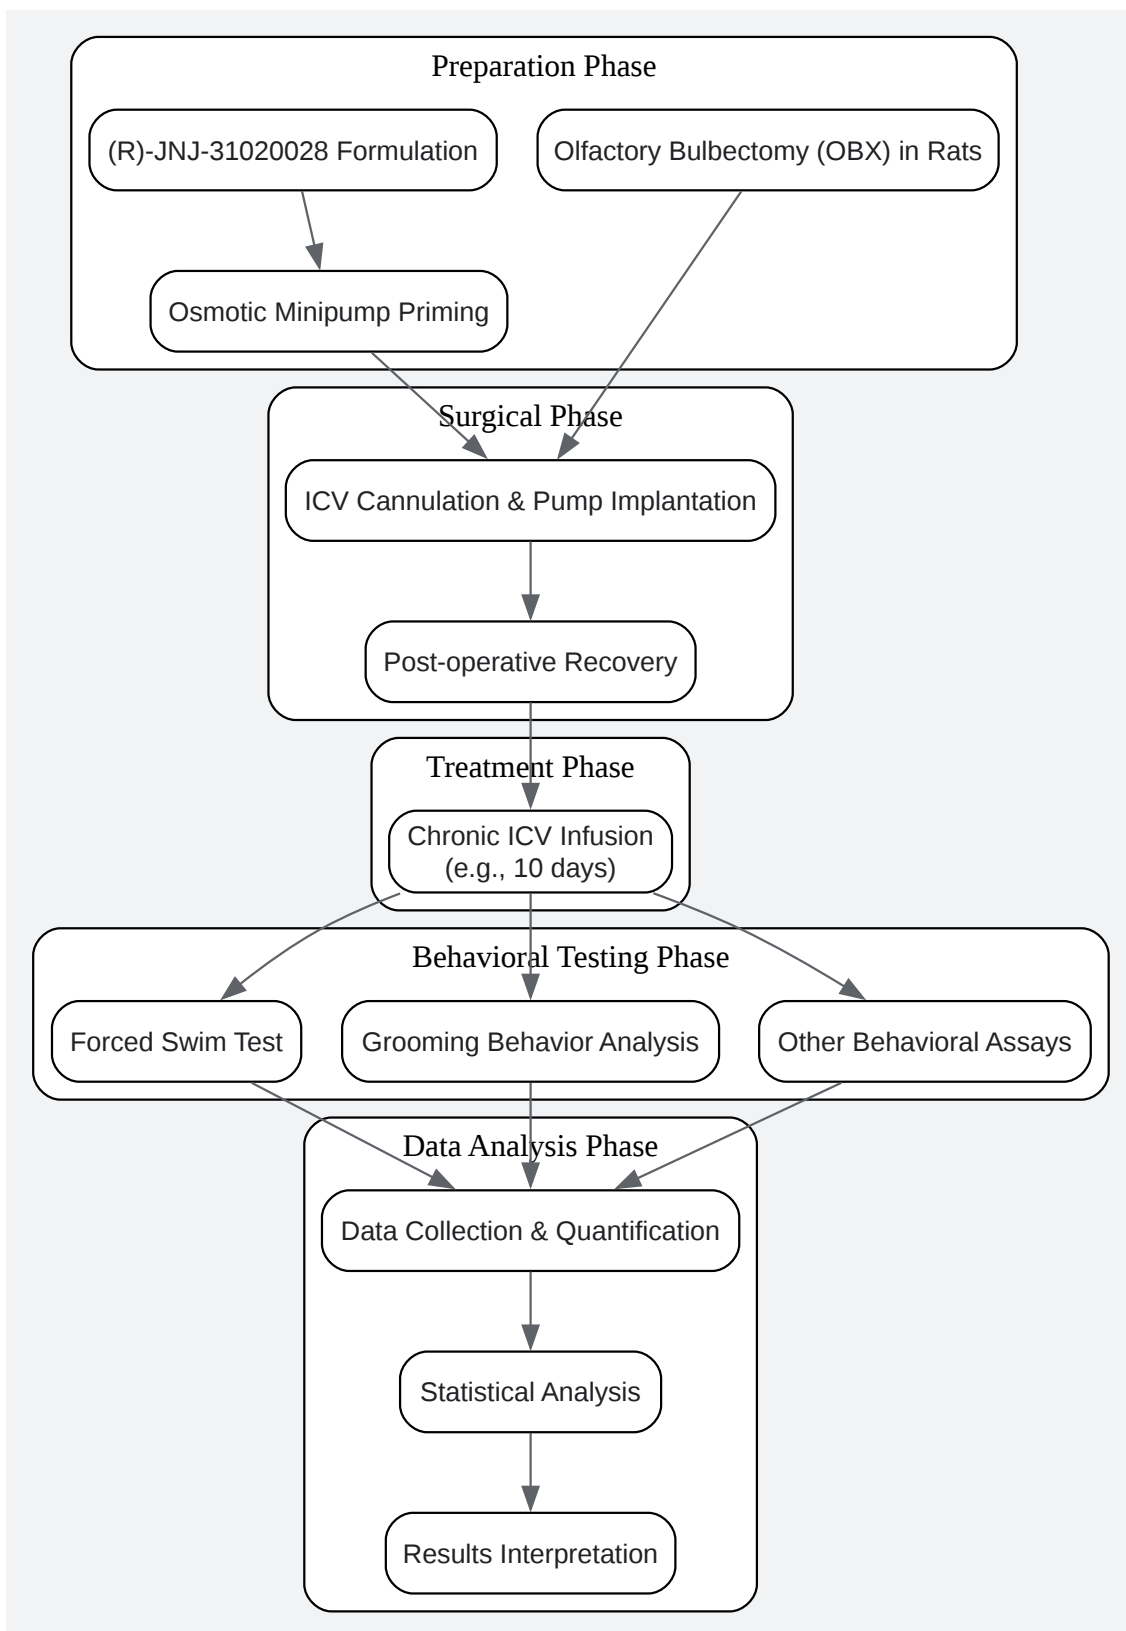 Preparation Phase
(R)-JNJ-31020028 Formulation
Olfactory Bulbectomy (OBX) in Rats
Osmotic Minipump Priming
Surgical Phase
ICV Cannulation & Pump Implantation
Post-operative Recovery
Treatment Phase
Chronic ICV Infusion
(e.g., 10 days)
Behavioral Testing Phase
Forced Swim Test
Grooming Behavior Analysis
Other Behavioral Assays
Data Analysis Phase
Data Collection & Quantification
Statistical Analysis
Results Interpretation